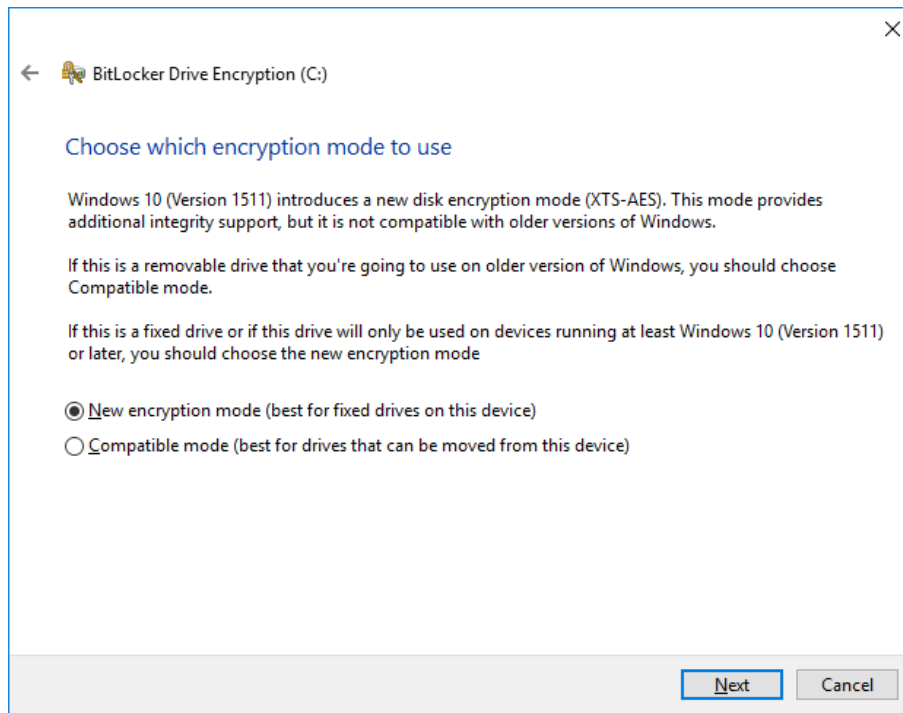 BitLocker Drive Encryption (C:)
Choose which encryption mode to use
Windows 10 (Version 1511) introduces a new disk encryption mode (XTS-AES). This mode provides
additional integrity support, but it is not compatible with older versions of Windows.
If this is a removable drive that you're going to use on older version of Windows, you should choose
Compatible mode.
If this is a fixed drive or if this drive will only be used on devices running at least Windows 10 (Version 1511)
or later, you should choose the new encryption mode
New encryption mode (best for fixed drives on this device)
Compatible mode (best for drives that can be moved from this device)
Next Cancel